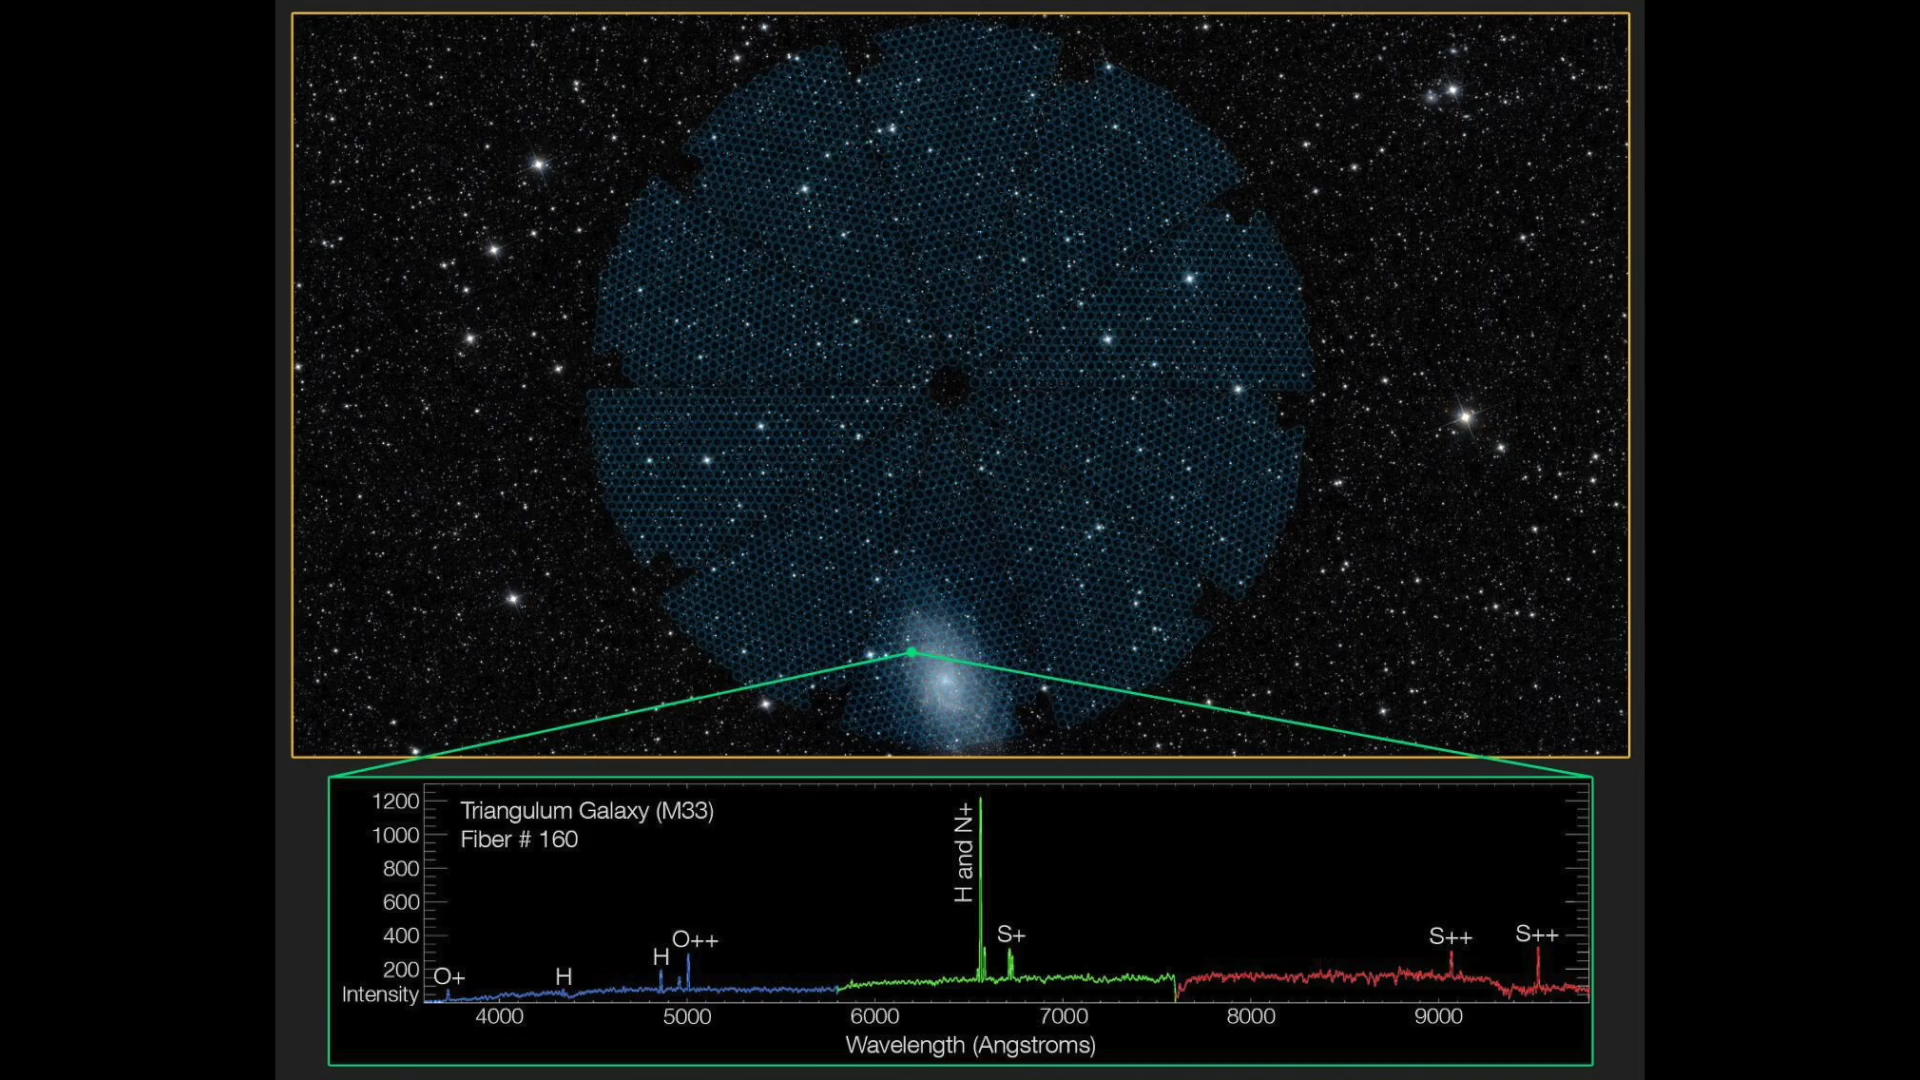 Triangulum Galaxy (M33)
Fiber # 160
1200
1000
800
600
400
200
Intensity
O+
H
H
O++
H and N+
S+
S++
S++
4000 5000 6000 7000 8000 9000
Wavelength (Angstroms)